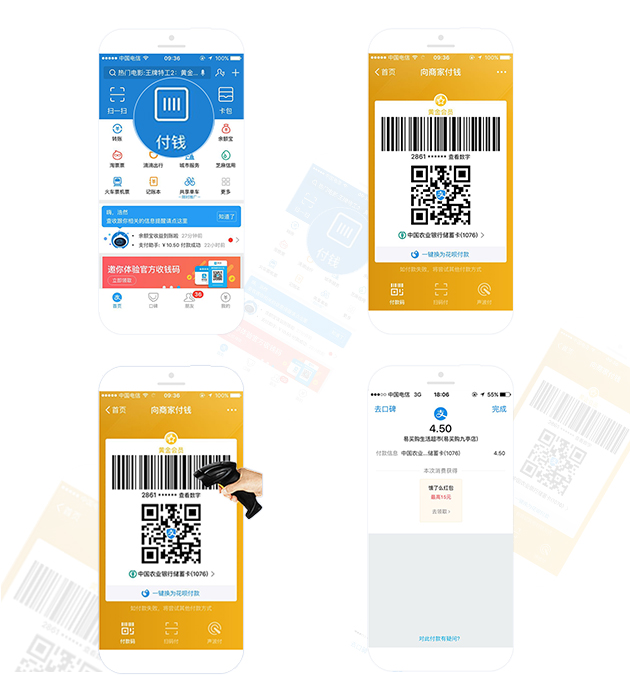 中国电信 09:36 100%
热门电影:王牌特工2: 黄金...
扫一扫 付钱 卡包
转账 余额宝
淘票票 滴滴出行 城市服务 芝麻信用
火车票机票 记账本 共享单车 更多
嗨, 浩然
查收跟你相关的信息提醒请点这里 知道了
余额宝收益到账啦 27分钟前
支付助手: ¥10.50 付款成功 22小时前
邀你体验官方收钱码
立即领取
36
首页 口碑 朋友 我的
中国电信 09:36 100%
首页 向商家付钱
黄金会员
2861 ****** 查看数字
中国农业银行储蓄卡(1076)
一键换为花呗付款
如付款失败, 将尝试其他付款方式
付款码 扫码付 声波付
中国电信 09:36 100%
首页 向商家付钱
黄金会员
2861 ****** 查看数字
中国农业银行储蓄卡(1076)
一键换为花呗付款
如付款失败, 将尝试其他付款方式
付款码 扫码付 声波付
中国电信 3G 18:06 55%
去口碑 完成
4.50
易买购生活超市(易买购九亭店)
付款信息 中国农业...储蓄卡(1076) 4.50
本次消费获得
饿了么红包
最高15元
去领取
对此付款有疑问?